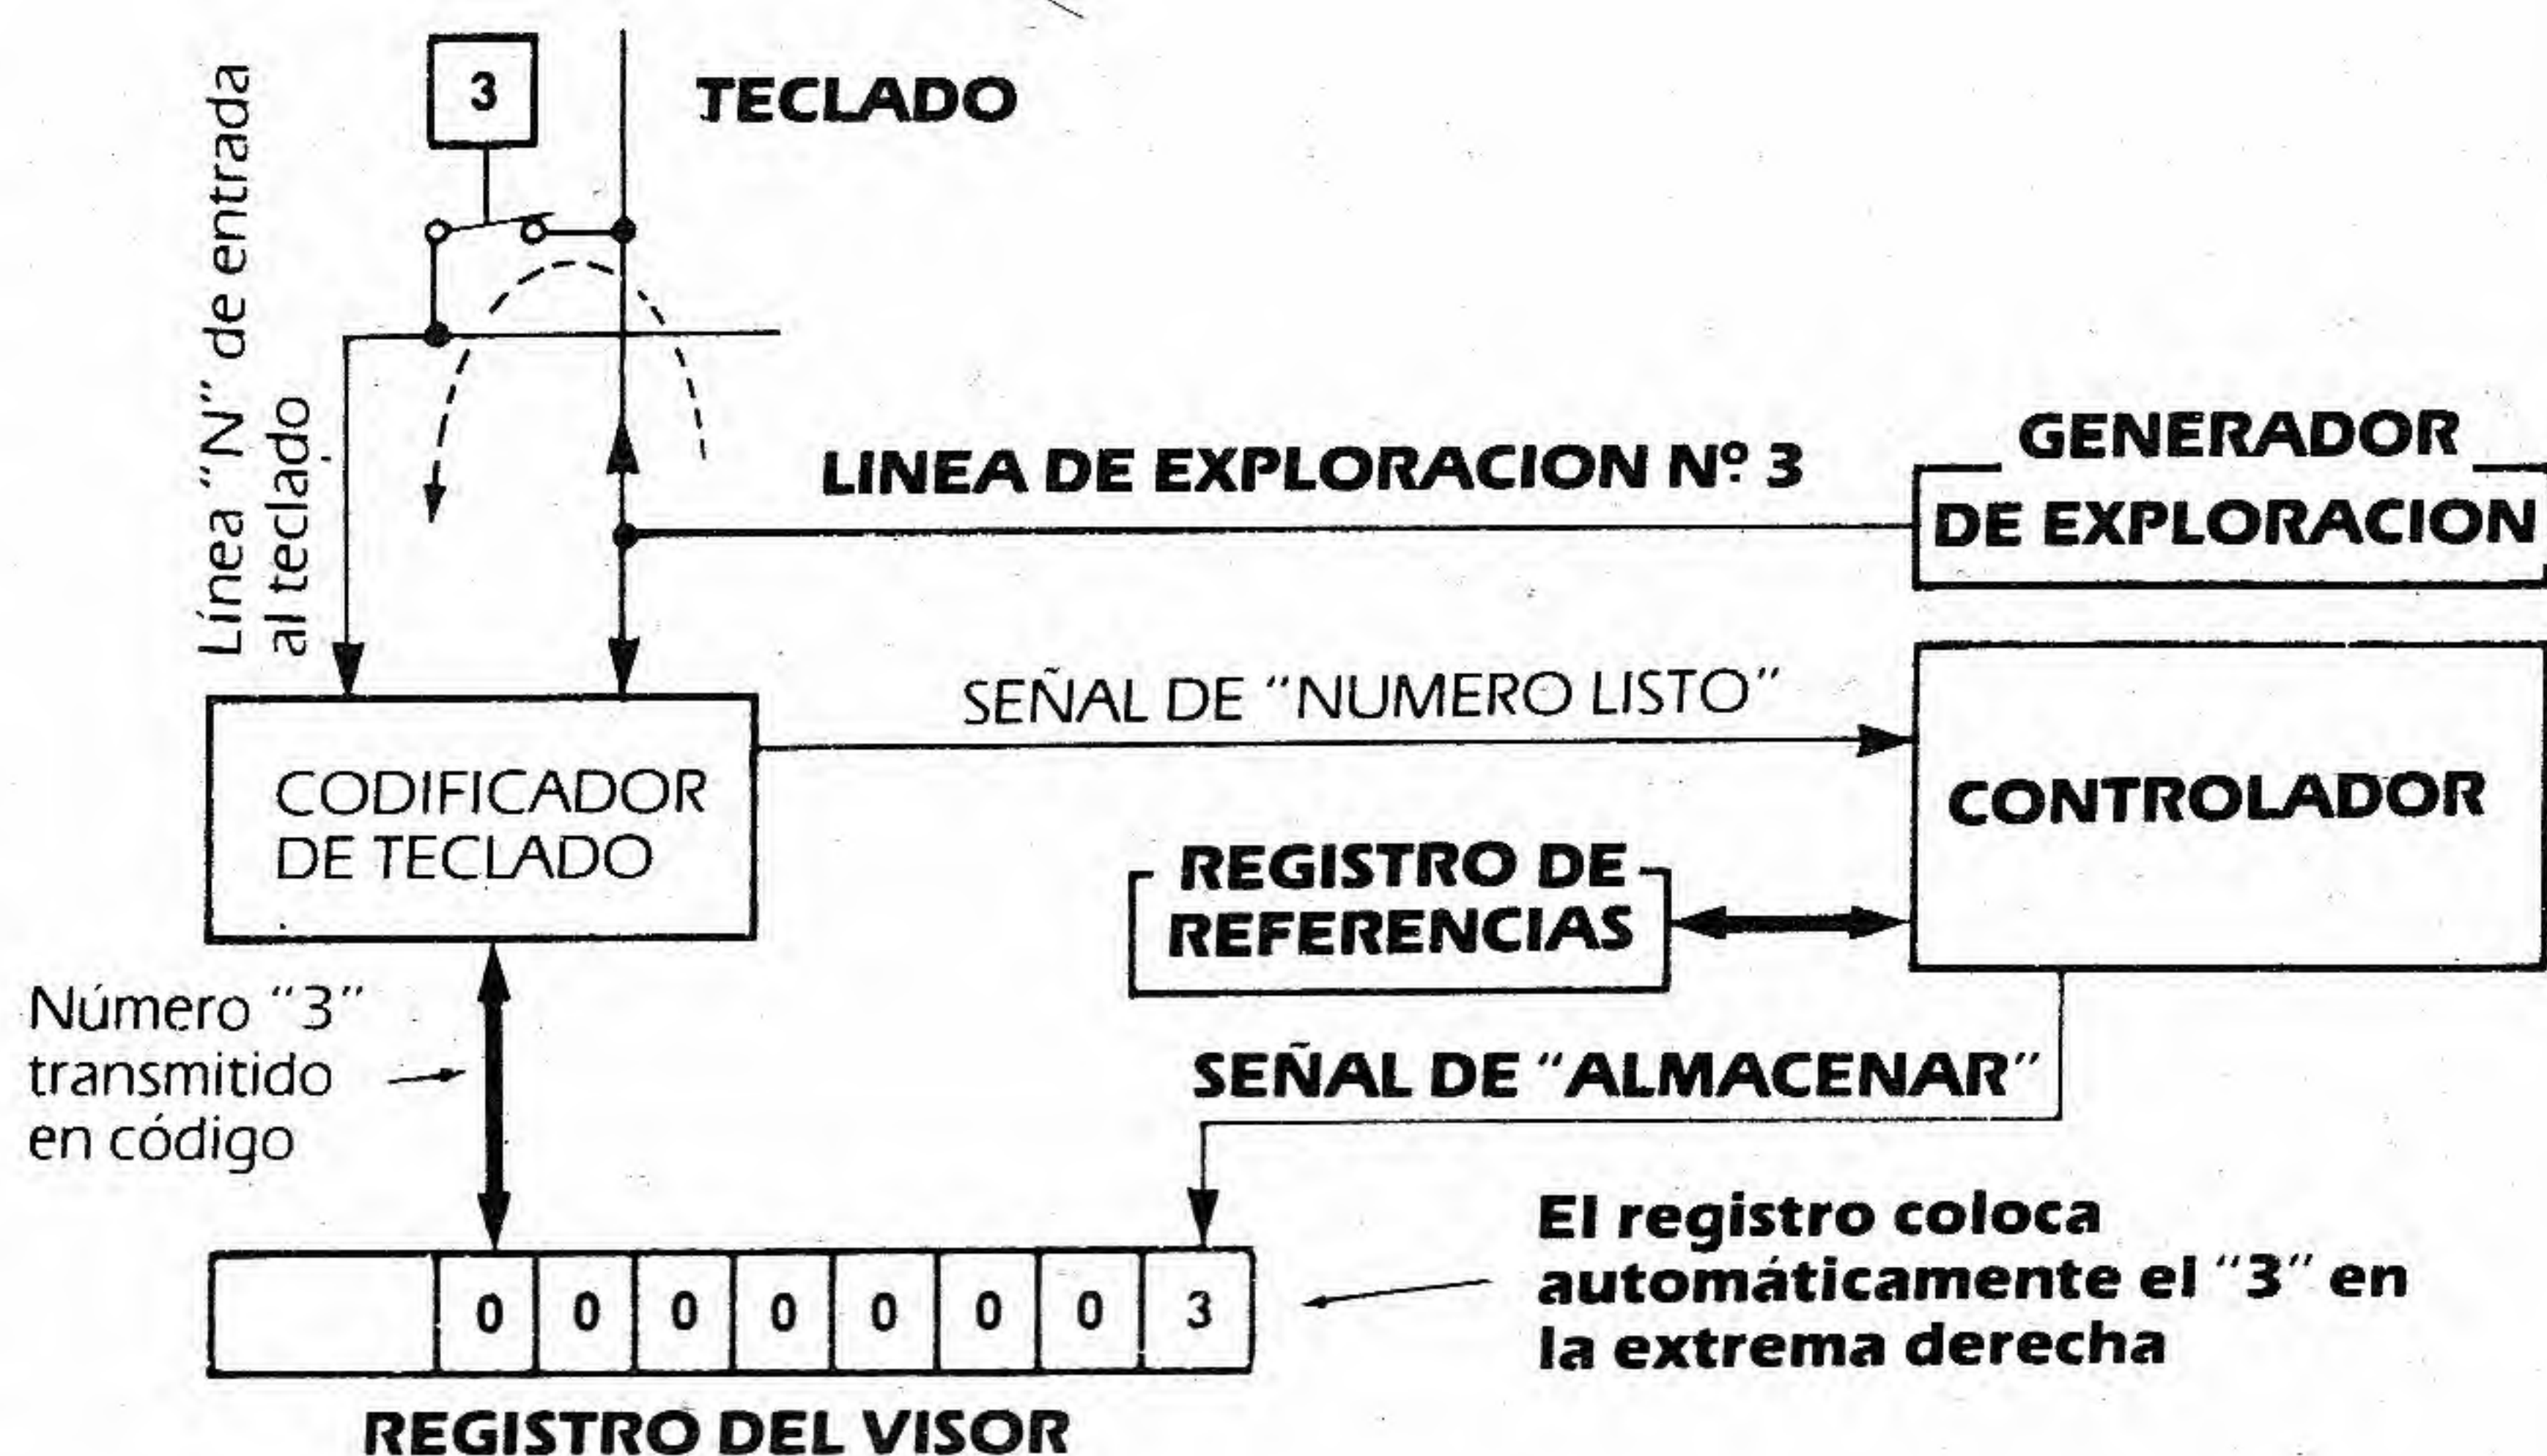 3
TECLADO
Línea "N" de entrada
al teclado
LINEA DE EXPLORACION Nº 3
GENERADOR
DE EXPLORACION
SEÑAL DE "NUMERO LISTO"
CODIFICADOR
DE TECLADO
CONTROLADOR
REGISTRO DE
REFERENCIAS
Número "3"
transmitido
en código
SEÑAL DE "ALMACENAR"
0 0 0 0 0 0 0 3
El registro coloca
automáticamente el "3" en
la extrema derecha
REGISTRO DEL VISOR